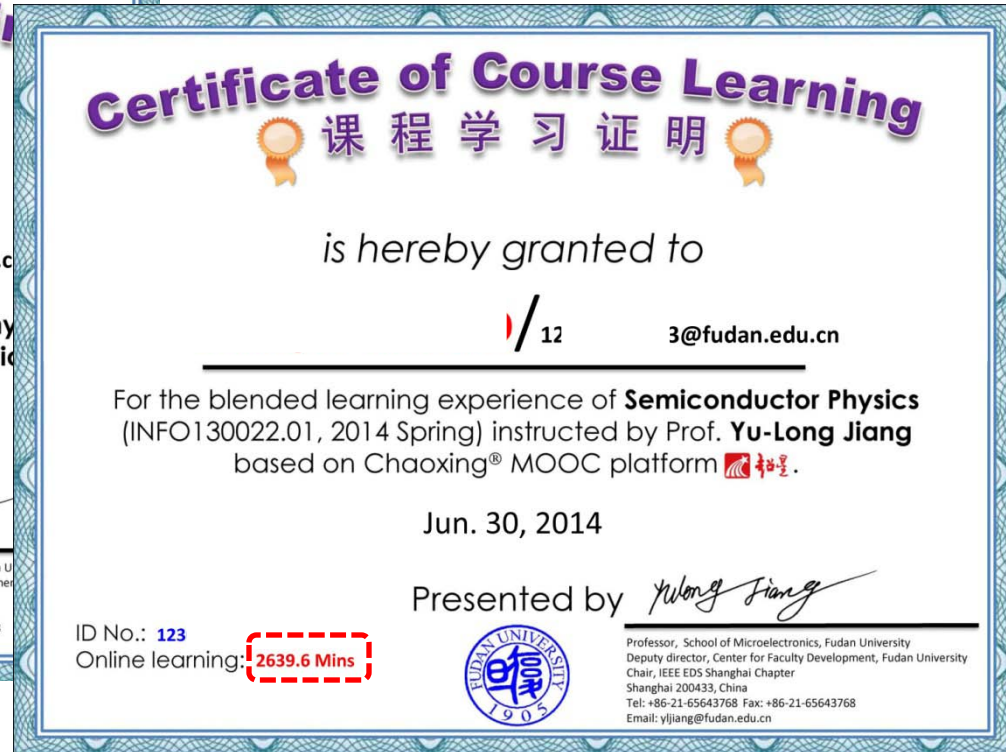 Certificate of Course Learning
课程学习证明
is hereby granted to
/12 3@fudan.edu.cn
For the blended learning experience of Semiconductor Physics
(INFO130022.01, 2014 Spring) instructed by Prof. Yu-Long Jiang
based on Chaoxing® MOOC platform 超星.
Jun. 30, 2014
Presented by Yulong Jiang
ID No.: 123
Online learning: 2639.6 Mins
FUDAN UNIVERSITY
1905
Professor, School of Microelectronics, Fudan University
Deputy director, Center for Faculty Development, Fudan University
Chair, IEEE EDS Shanghai Chapter
Shanghai 200433, China
Tel: +86-21-65643768 Fax: +86-21-65643768
Email: yljiang@fudan.edu.cn